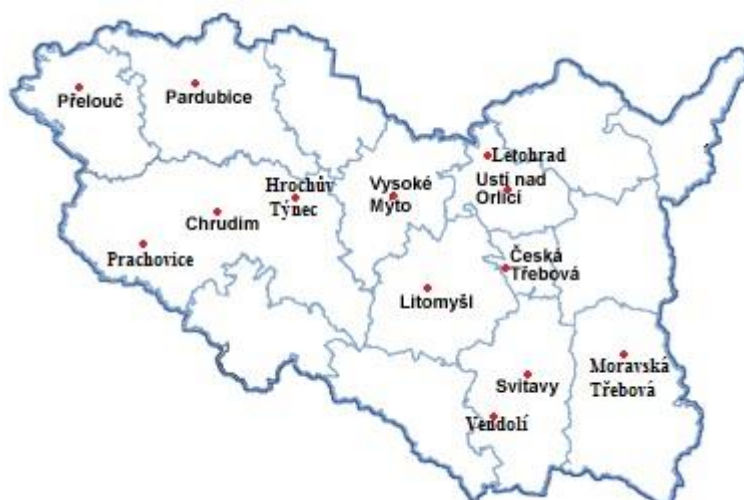 Přelouč
Pardubice
Letohrad
Ústí nad
Orlicí
Hrochův
Týnec
Vysoké
Mýto
Chrudim
Prachovice
Česká
Třebová
Litomyšl
Moravská
Třebová
Svitavy
Vendolí